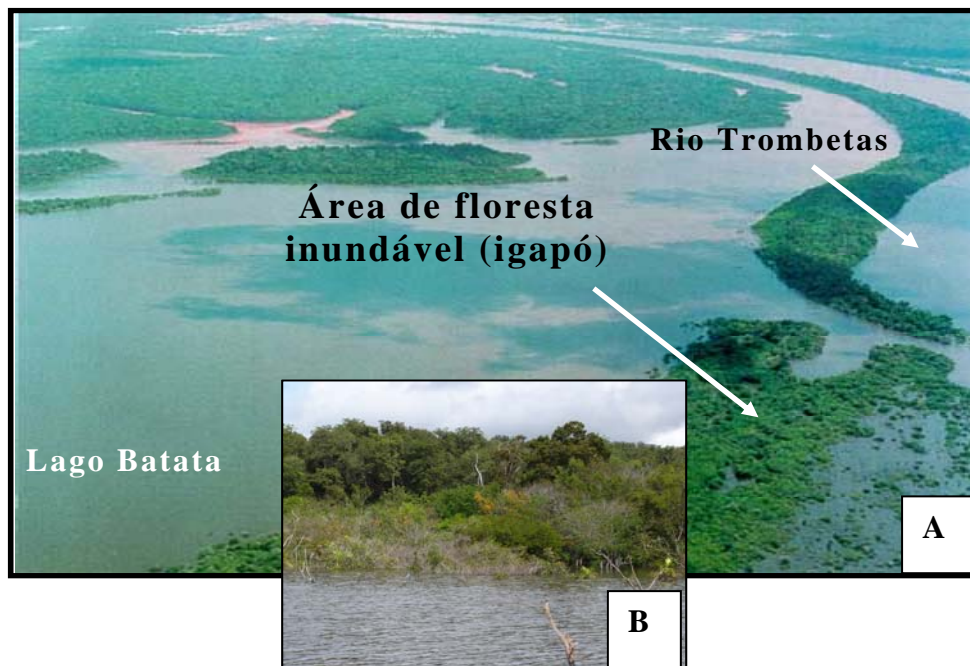 Rio Trombetas
Área de floresta
inundável (igapó)
Lago Batata
A
B